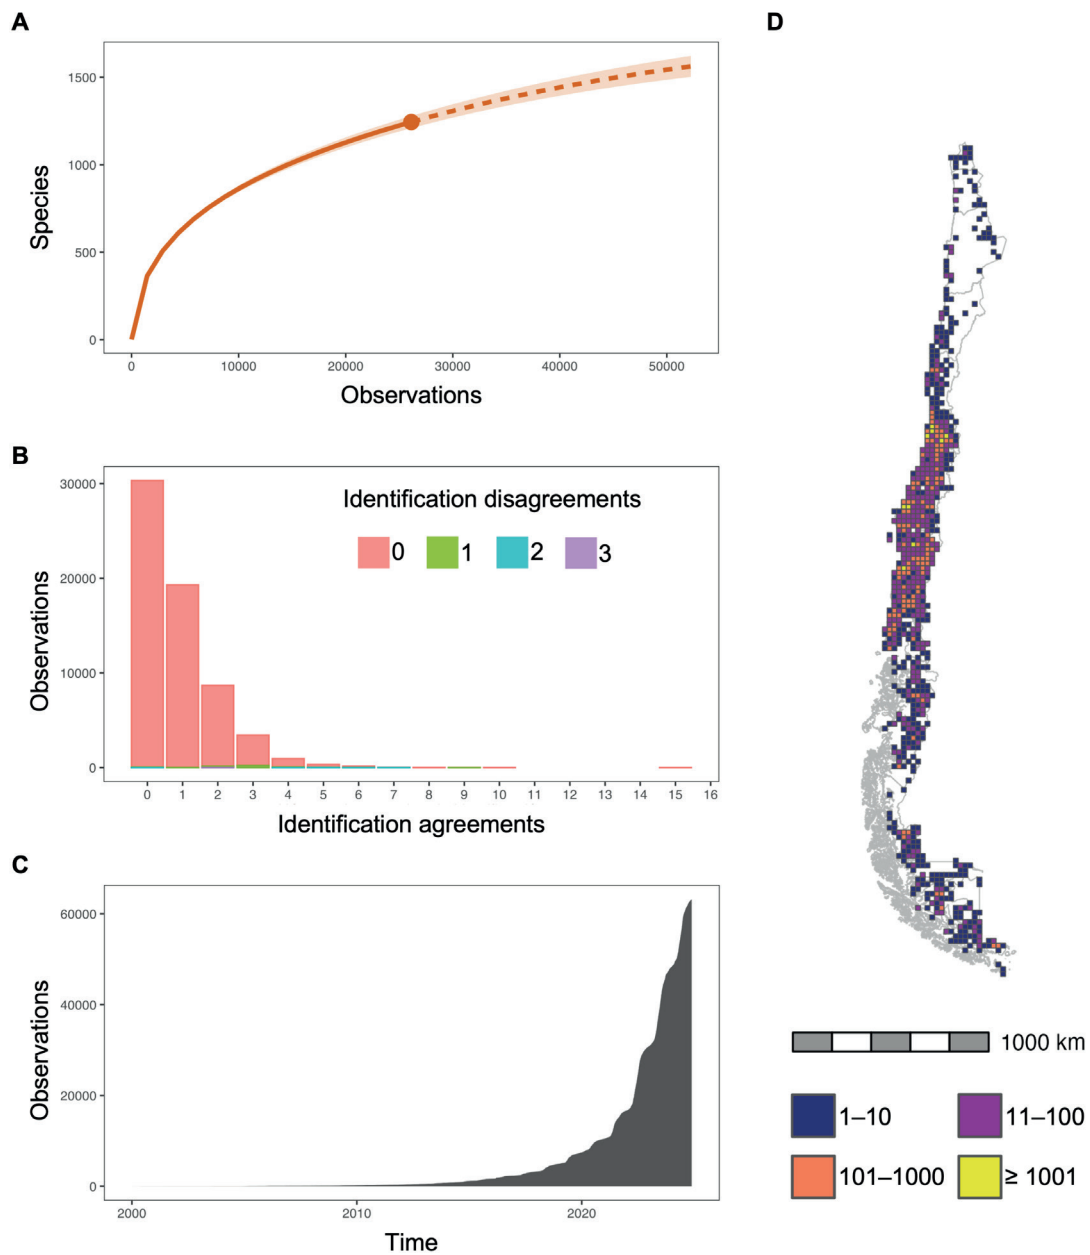 A
1500
1000
500
0
Species
0 10000 20000 30000 40000 50000
Observations
B
30000
20000
10000
0
Observations
Identification disagreements
0 1 2 3
0 1 2 3 4 5 6 7 8 9 10 11 12 13 14 15 16
Identification agreements
C
60000
40000
20000
0
Observations
2000 2010 2020
Time
D
1000 km
1–10 11–100
101–1000 ≥ 1001